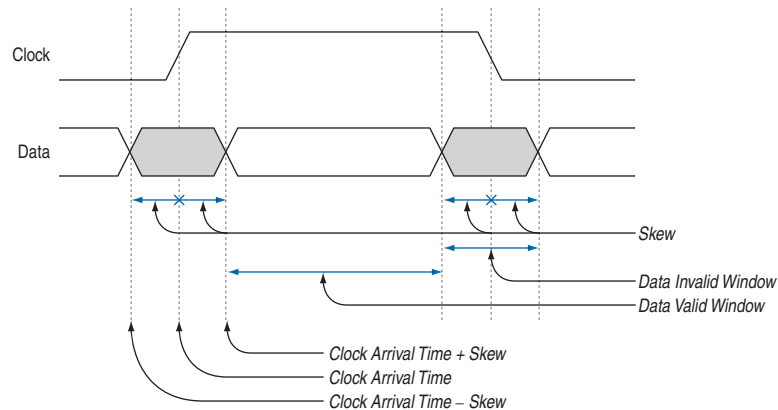 Clock
Data
Skew
Data Invalid Window
Data Valid Window
Clock Arrival Time + Skew
Clock Arrival Time
Clock Arrival Time – Skew